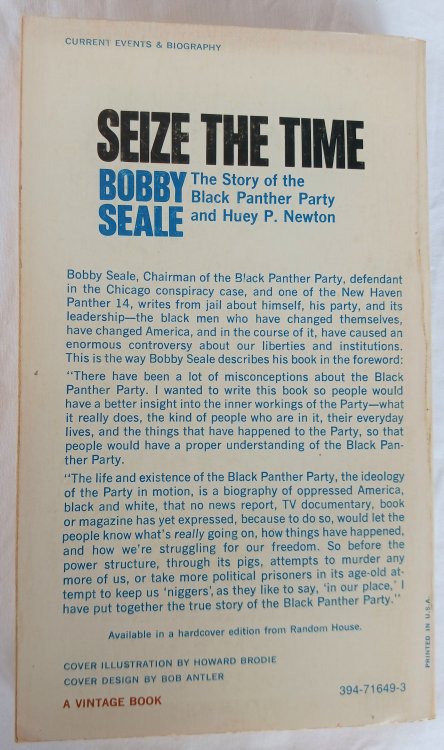 CURRENT EVENTS & BIOGRAPHY
SEIZE THE TIME
BOBBY SEALE
The Story of the
Black Panther Party
and Huey P. Newton
Bobby Seale, Chairman of the Black Panther Party, defendant
in the Chicago conspiracy case, and one of the New Haven
Panther 14, writes from jail about himself, his party, and its
leadership—the black men who have changed themselves,
have changed America, and in the course of it, have caused an
enormous controversy about our liberties and institutions.
This is the way Bobby Seale describes his book in the foreword:
"There have been a lot of misconceptions about the Black
Panther Party. I wanted to write this book so people would
have a better insight into the inner workings of the Party—what
it really does, the kind of people who are in it, their everyday
lives, and the things that have happened to the Party, so that
people would have a proper understanding of the Black Pan-
ther Party.
"The life and existence of the Black Panther Party, the ideology
of the Party in motion, is a biography of oppressed America,
black and white, that no news report, TV documentary, book
or magazine has yet expressed, because to do so, would let the
people know what's really going on, how things have happened,
and how we're struggling for our freedom. So before the
power structure, through its pigs, attempts to murder any
more of us, or take more political prisoners in its age-old at-
tempt to keep us 'niggers', as they like to say, 'in our place,' I
have put together the true story of the Black Panther Party."
Available in a hardcover edition from Random House.
COVER ILLUSTRATION BY HOWARD BRODIE
COVER DESIGN BY BOB ANTLER
A VINTAGE BOOK
394-71649-3
PRINTED IN U.S.A.